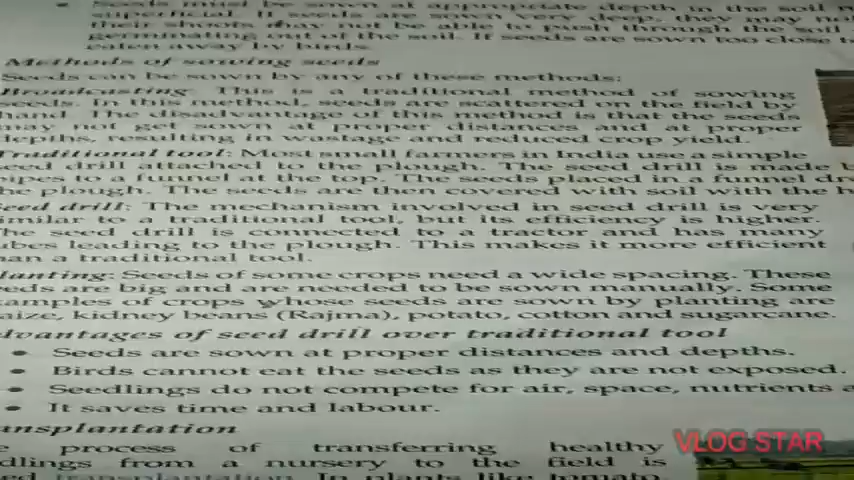 Seeds must be sown at appropriate depth in the soil
superficial. If seeds are sown very deep, they may not
their shoots may not be able to push through the soil
germinating out of the soil. If seeds are sown too close to
eaten away by birds.
Methods of sowing seeds
Seeds can be sown by any of these methods:
Broadcasting: This is a traditional method of sowing
seeds. In this method, seeds are scattered on the field by
hand. The disadvantage of this method is that the seeds
may not get sown at proper distances and at proper
depths, resulting in wastage and reduced crop yield.
Traditional tool: Most small farmers in India use a simple
seed drill attached to the plough. The seed drill is made
pipes to a funnel at the top. The seeds placed in a funnel
the plough. The seeds are then covered with soil with the
Seed drill: The mechanism involved in seed drill is very
similar to a traditional tool, but its efficiency is higher.
The seed drill is connected to a tractor and has many
tubes leading to the plough. This makes it more efficient
than a traditional tool.
Planting: Seeds of some crops need a wide spacing. These
seeds are big and are needed to be sown manually. Some
examples of crops whose seeds are sown by planting are
maize, kidney beans (Rajma), potato, cotton and sugarcane.
Advantages of seed drill over traditional tool
• Seeds are sown at proper distances and depths.
• Birds cannot eat the seeds as they are not exposed.
• Seedlings do not compete for air, space, nutrients
• It saves time and labour.
Transplantation
process of transferring healthy
seedlings from a nursery to the field is
transplantation. In plants like tomato,
VLOG STAR